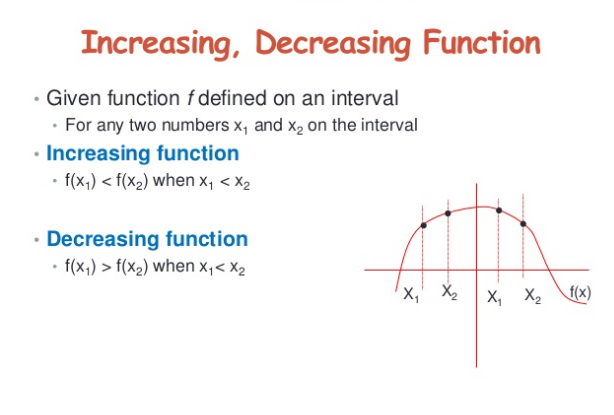 Increasing, Decreasing Function
• Given function f defined on an interval
• For any two numbers x₁ and x₂ on the interval
• Increasing function
• f(x₁) < f(x₂) when x₁ < x₂
• Decreasing function
• f(x₁) > f(x₂) when x₁< x₂
X₁ X₂ X₁ X₂ f(x)